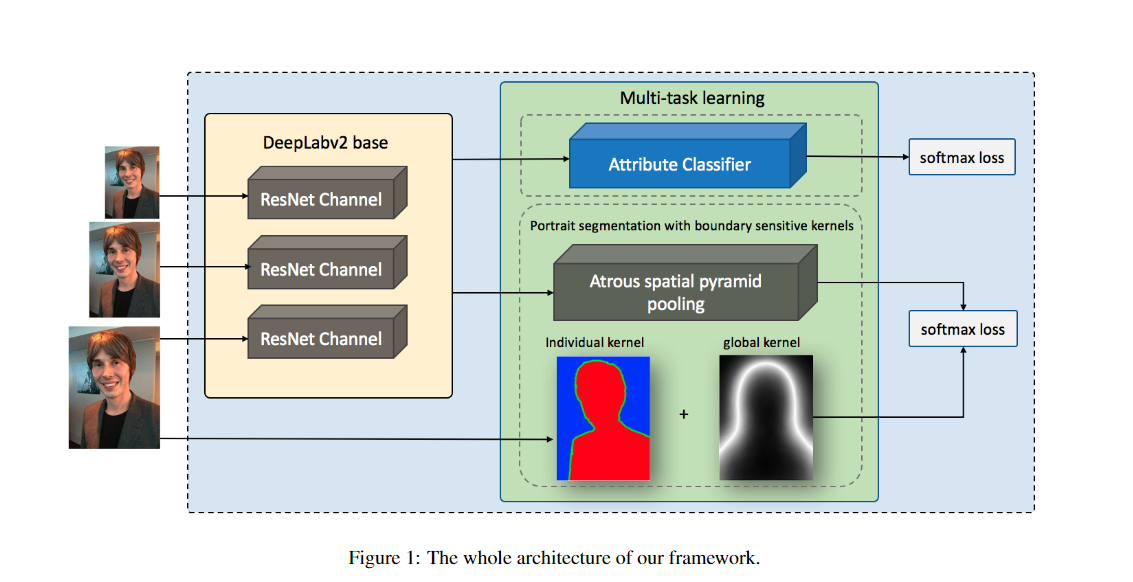 Multi-task learning
DeepLabv2 base
ResNet Channel
ResNet Channel
ResNet Channel
Attribute Classifier
softmax loss
Portrait segmentation with boundary sensitive kernels
Atrous spatial pyramid
pooling
softmax loss
Individual kernel
global kernel
+
Figure 1: The whole architecture of our framework.